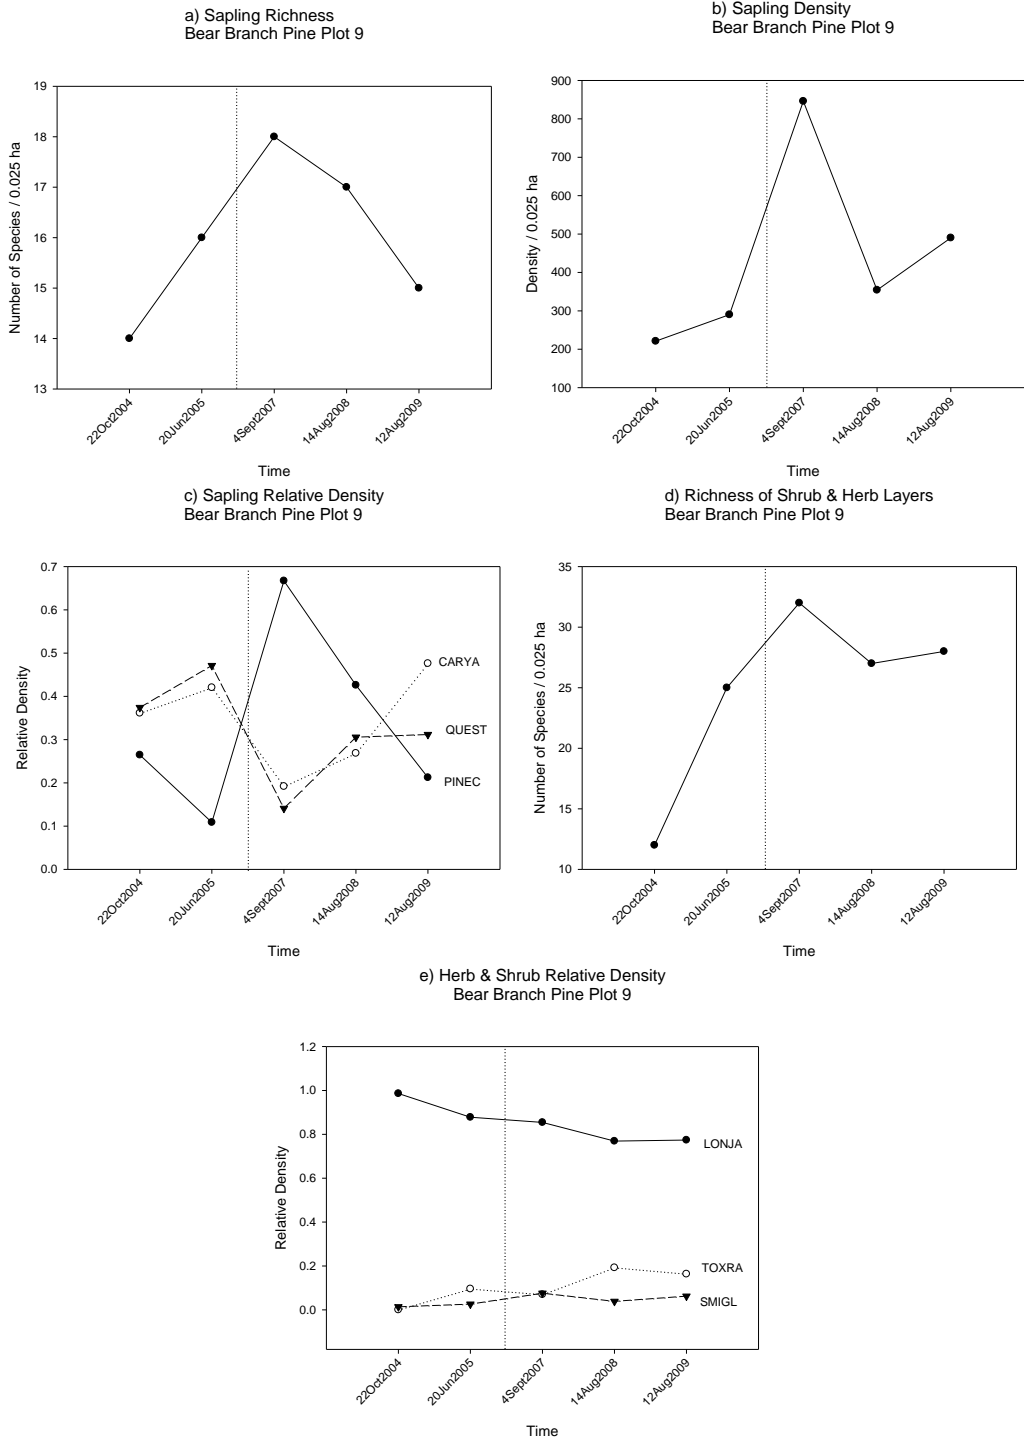 a) Sapling Richness
Bear Branch Pine Plot 9
Number of Species / 0.025 ha
19
18
17
16
15
14
13
22Oct2004
20Jun2005
4Sept2007
14Aug2008
12Aug2009
Time
b) Sapling Density
Bear Branch Pine Plot 9
Density / 0.025 ha
900
800
700
600
500
400
300
200
100
22Oct2004
20Jun2005
4Sept2007
14Aug2008
12Aug2009
Time
c) Sapling Relative Density
Bear Branch Pine Plot 9
Relative Density
0.7
0.6
0.5
0.4
0.3
0.2
0.1
0.0
CARYA
QUEST
PINEC
22Oct2004
20Jun2005
4Sept2007
14Aug2008
12Aug2009
Time
d) Richness of Shrub & Herb Layers
Bear Branch Pine Plot 9
Number of Species / 0.025 ha
35
30
25
20
15
10
22Oct2004
20Jun2005
4Sept2007
14Aug2008
12Aug2009
Time
e) Herb & Shrub Relative Density
Bear Branch Pine Plot 9
Relative Density
1.2
1.0
0.8
0.6
0.4
0.2
0.0
LONJA
TOXRA
SMIGL
22Oct2004
20Jun2005
4Sept2007
14Aug2008
12Aug2009
Time